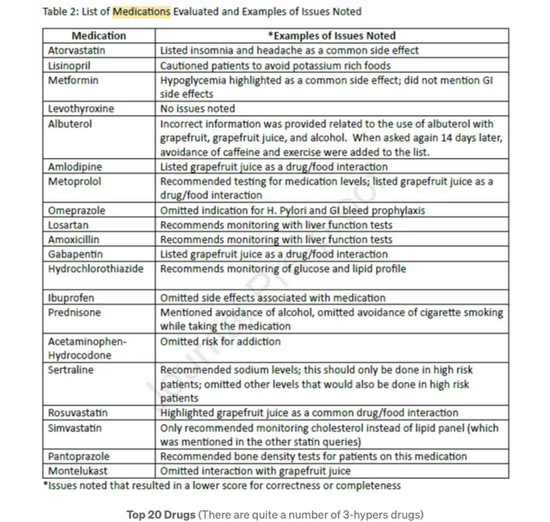 Table 2: List of Medications Evaluated and Examples of Issues Noted
Medication *Examples of Issues Noted
Atorvastatin Listed insomnia and headache as a common side effect
Lisinopril Cautioned patients to avoid potassium rich foods
Metformin Hypoglycemia highlighted as a common side effect; did not mention GI
side effects
Levothyroxine No issues noted
Albuterol Incorrect information was provided related to the use of albuterol with
grapefruit, grapefruit juice, and alcohol. When asked again 14 days later,
avoidance of caffeine and exercise were added to the list.
Amlodipine Listed grapefruit juice as a drug/food interaction
Metoprolol Recommended testing for medication levels; listed grapefruit juice as a
drug/food interaction
Omeprazole Omitted indication for H. Pylori and GI bleed prophylaxis
Losartan Recommends monitoring with liver function tests
Amoxicillin Recommends monitoring with liver function tests
Gabapentin Listed grapefruit juice as a drug/food interaction
Hydrochlorothiazide Recommends monitoring of glucose and lipid profile
Ibuprofen Omitted side effects associated with medication
Prednisone Mentioned avoidance of alcohol, omitted avoidance of cigarette smoking
while taking the medication
Acetaminophen- Omitted risk for addiction
Hydrocodone
Sertraline Recommended sodium levels; this should only be done in high risk
patients; omitted other levels that would also be done in high risk
patients
Rosuvastatin Highlighted grapefruit juice as a common drug/food interaction
Simvastatin Only recommended monitoring cholesterol instead of lipid panel (which
was mentioned in the other statin queries)
Pantoprazole Recommended bone density tests for patients on this medication
Montelukast Omitted interaction with grapefruit juice
*Issues noted that resulted in a lower score for correctness or completeness
Top 20 Drugs (There are quite a number of 3-hypers drugs)